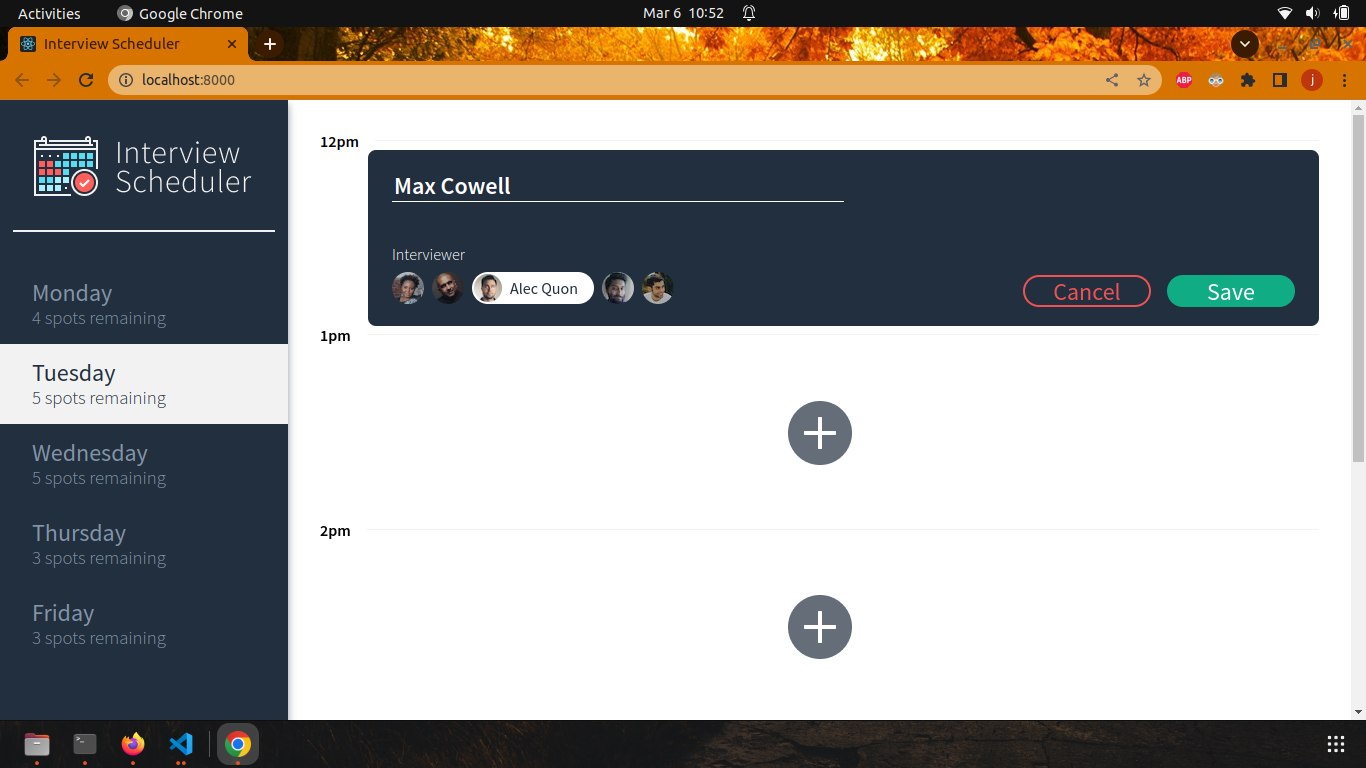 Activities
Google Chrome
Mar 6 10:52
Interview Scheduler
localhost:8000
ABP
j
Interview
Scheduler
Monday
4 spots remaining
Tuesday
5 spots remaining
Wednesday
5 spots remaining
Thursday
3 spots remaining
Friday
3 spots remaining
12pm
Max Cowell
Interviewer
Alec Quon
Cancel
Save
1pm
2pm